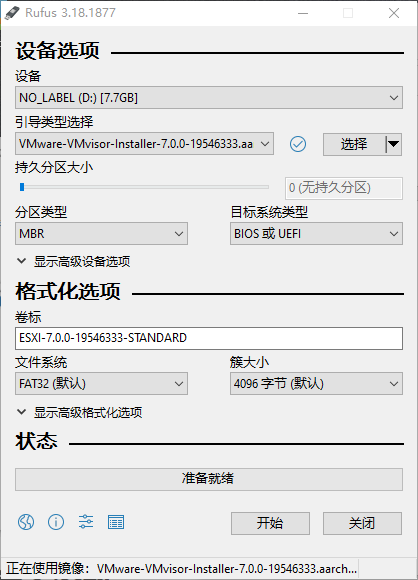 Rufus 3.18.1877
设备选项
设备
NO_LABEL (D:) [7.7GB]
引导类型选择
VMware-VMvisor-Installer-7.0.0-19546333.aa
选择
持久分区大小
0 (无持久分区)
分区类型
目标系统类型
MBR
BIOS 或 UEFI
显示高级设备选项
格式化选项
卷标
ESXI-7.0.0-19546333-STANDARD
文件系统
簇大小
FAT32 (默认)
4096 字节 (默认)
显示高级格式化选项
状态
准备就绪
开始
关闭
正在使用镜像：VMware-VMvisor-Installer-7.0.0-19546333.aarch...